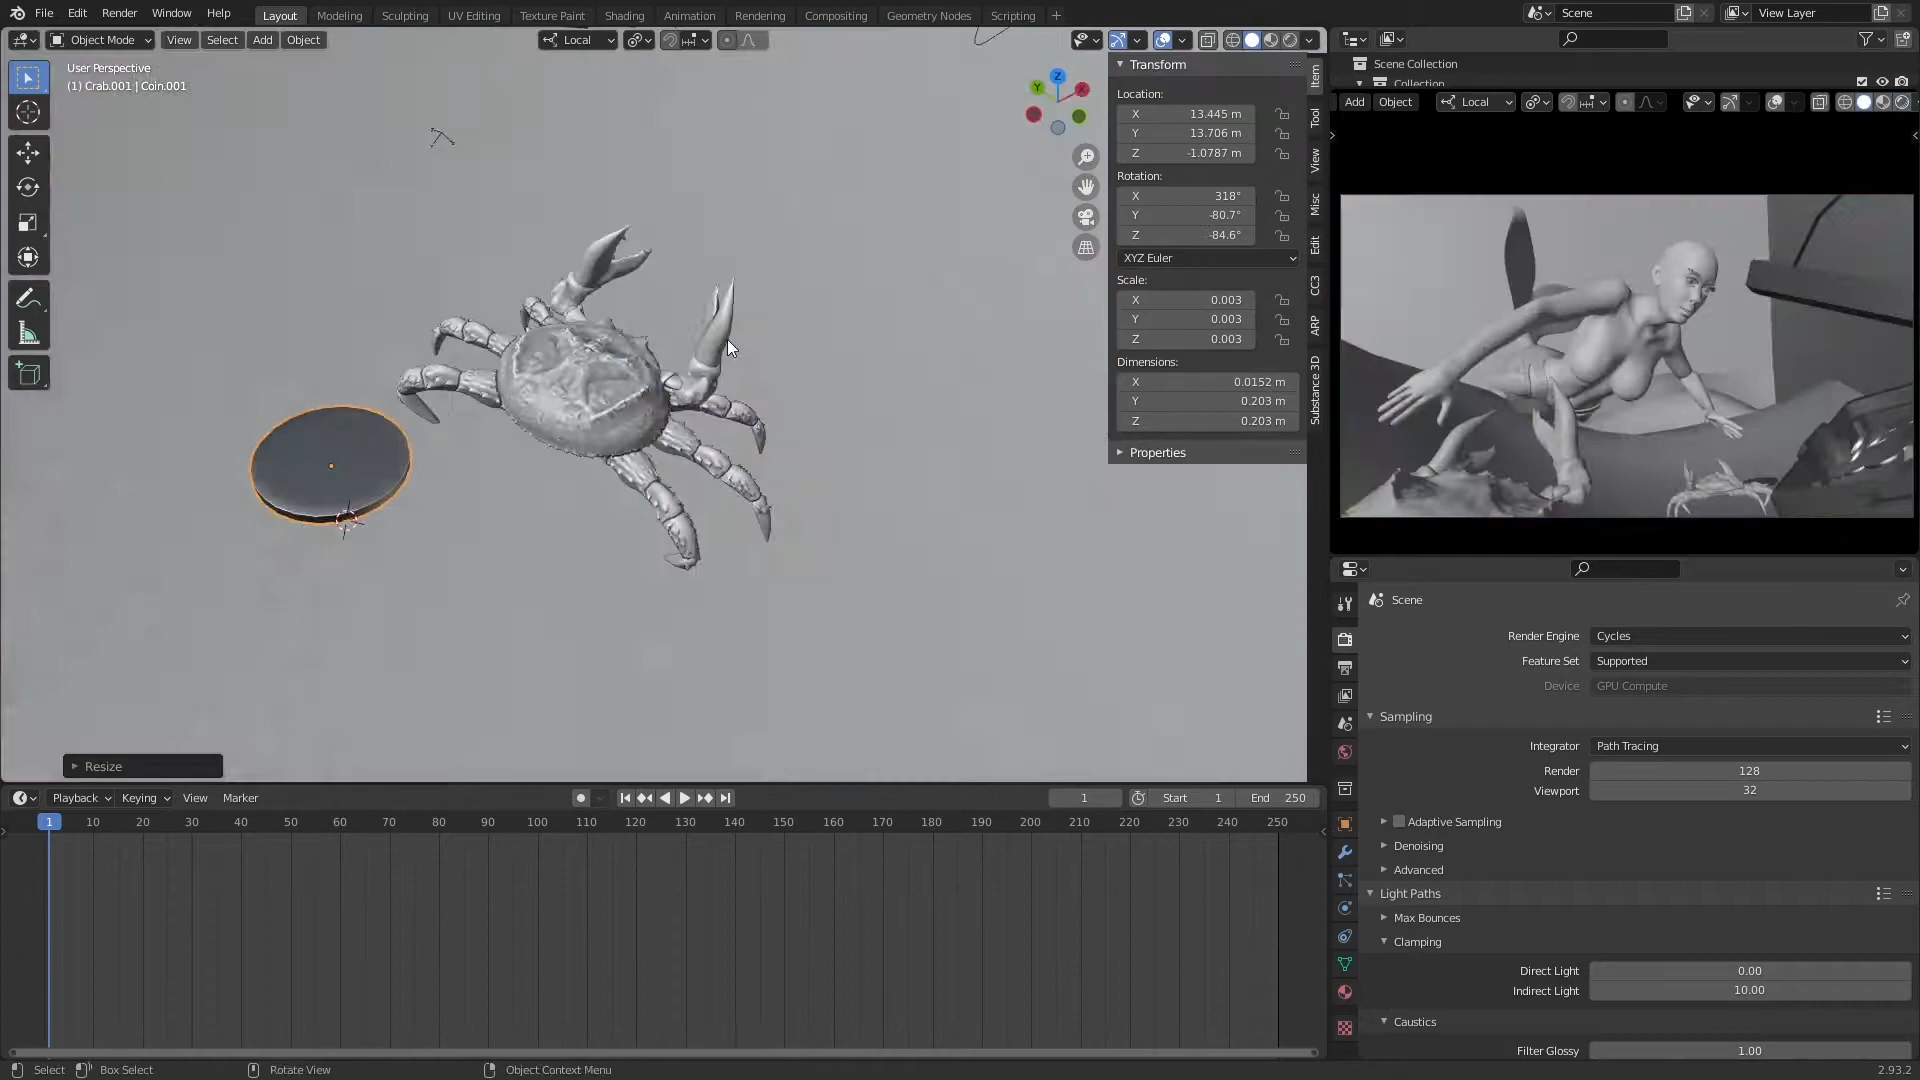 File Edit Render Window Help Layout Modeling Sculpting UV Editing Texture Paint Shading Animation Rendering Compositing Geometry Nodes Scripting + Scene View Layer
Object Mode View Select Add Object Local
User Perspective
(1) Crab.001 | Coin.001
Transform
Location:
X 13.445 m
Y 13.706 m
Z -1.0787 m
Rotation:
X 318°
Y -80.7°
Z -84.6°
XYZ Euler
Scale:
X 0.003
Y 0.003
Z 0.003
Dimensions:
X 0.0152 m
Y 0.203 m
Z 0.203 m
Properties
Item
Tool
View
Misc
Edit
CC3
ARP
Substance 3D
Z
Y
X
Resize
Scene Collection
Collection
Add Object Local
Scene
Render Engine Cycles
Feature Set Supported
Device GPU Compute
Sampling
Integrator Path Tracing
Render 128
Viewport 32
Adaptive Sampling
Denoising
Advanced
Light Paths
Max Bounces
Clamping
Direct Light 0.00
Indirect Light 10.00
Caustics
Filter Glossy 1.00
Playback Keying View Marker 1 Start 1 End 250
1 10 20 30 40 50 60 70 80 90 100 110 120 130 140 150 160 170 180 190 200 210 220 230 240 250
Select Box Select Rotate View Object Context Menu 2.93.2